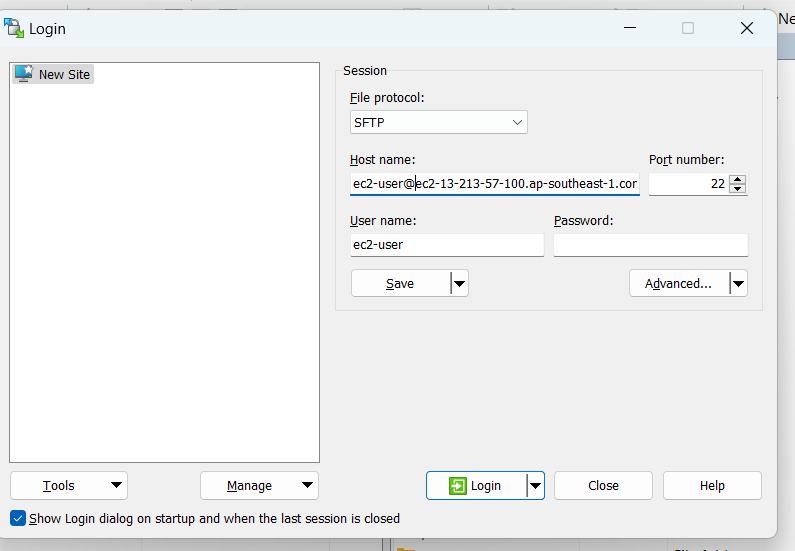 Login
Ne
New Site
Session
File protocol:
SFTP
Host name:
Port number:
ec2-user@ec2-13-213-57-100.ap-southeast-1.cor
22
User name:
Password:
ec2-user
Save
Advanced...
Tools
Manage
Login
Close
Help
Show Login dialog on startup and when the last session is closed